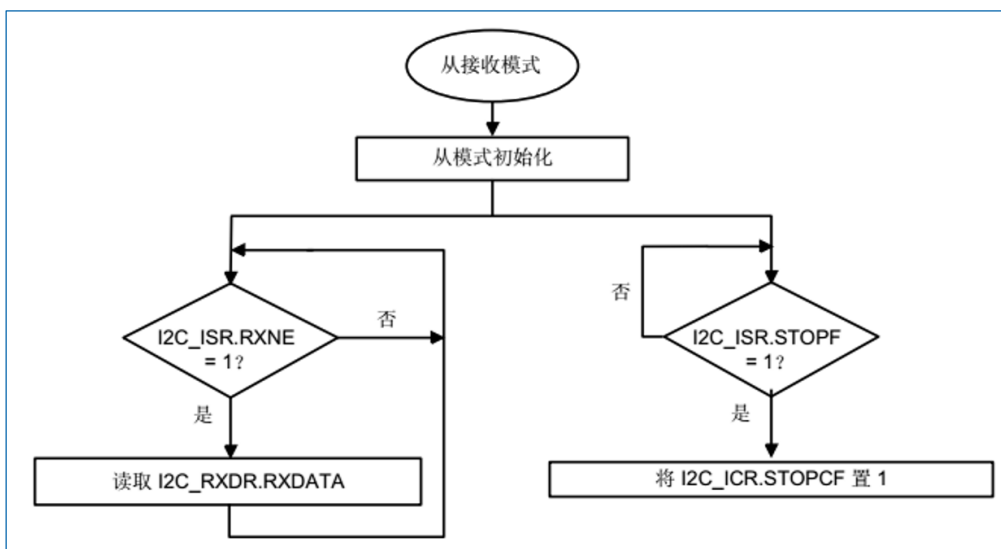 从接收模式
从模式初始化
I2C_ISR.RXNE
= 1?
否
是
读取 I2C_RXDR.RXDATA
否
I2C_ISR.STOPF
= 1?
是
将 I2C_ICR.STOPCF 置 1